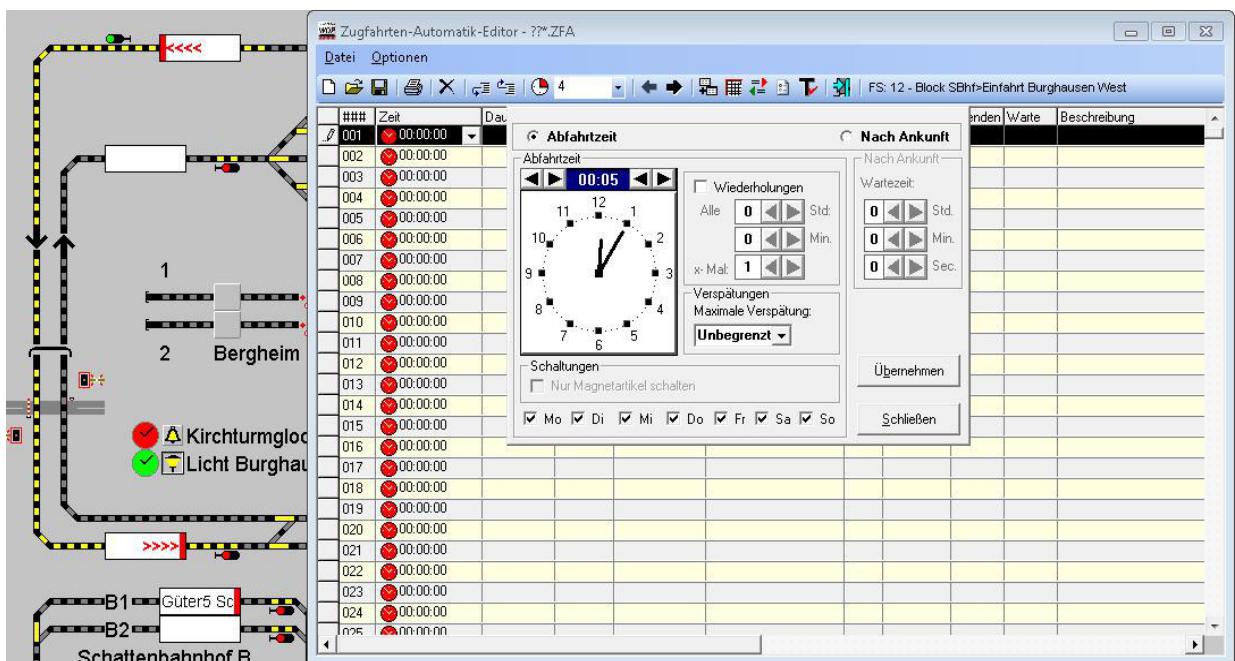 <<<<
1
2 Bergheim
Kirchturmgloc
Licht Burghau
>>>>
B1 Güter5 Sc
B2
Schattenbahnhof B
WDP Zugfahrten-Automatik-Editor - ??*.ZFA
Datei Optionen
4 FS: 12 - Block SBhf>Einfahrt Burghausen West
### Zeit Dau enden Warte Beschreibung
001 00:00:00
002 00:00:00
003 00:00:00
004 00:00:00
005 00:00:00
006 00:00:00
007 00:00:00
008 00:00:00
009 00:00:00
010 00:00:00
011 00:00:00
012 00:00:00
013 00:00:00
014 00:00:00
015 00:00:00
016 00:00:00
017 00:00:00
018 00:00:00
019 00:00:00
020 00:00:00
021 00:00:00
022 00:00:00
023 00:00:00
024 00:00:00
025 00:00:00
Abfahrtzeit Nach Ankunft
Abfahrtzeit
00:05
12
11 1
10 2
9 3
8 4
7 5
6
Wiederholungen
Alle 0 Std:
0 Min.
x- Mal: 1
Verspätungen
Maximale Verspätung:
Unbegrenzt
Nach Ankunft
Wartezeit:
0 Std.
0 Min.
0 Sec.
Schaltungen
Nur Magnetartikel schalten
Mo Di Mi Do Fr Sa So
Übernehmen
Schließen